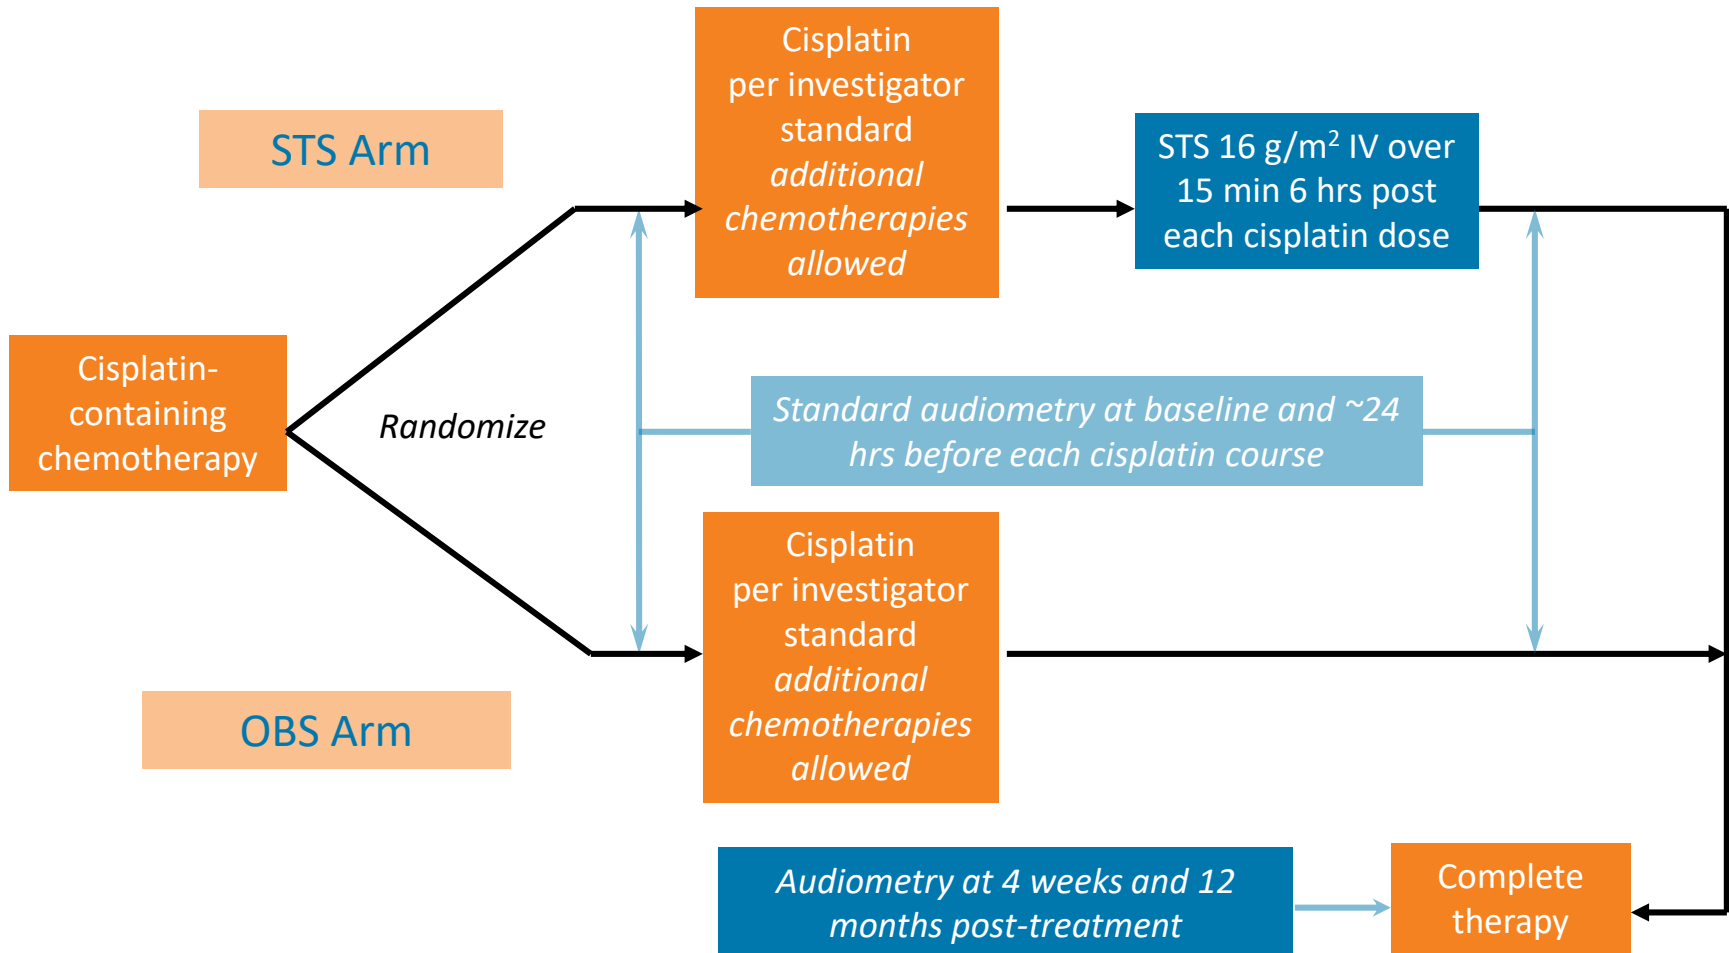 STS Arm
Cisplatin
per investigator
standard
additional
chemotherapies
allowed
STS 16 g/m² IV over
15 min 6 hrs post
each cisplatin dose
Cisplatin-
containing
chemotherapy
Randomize
Standard audiometry at baseline and ~24
hrs before each cisplatin course
OBS Arm
Cisplatin
per investigator
standard
additional
chemotherapies
allowed
Audiometry at 4 weeks and 12
months post-treatment
Complete
therapy